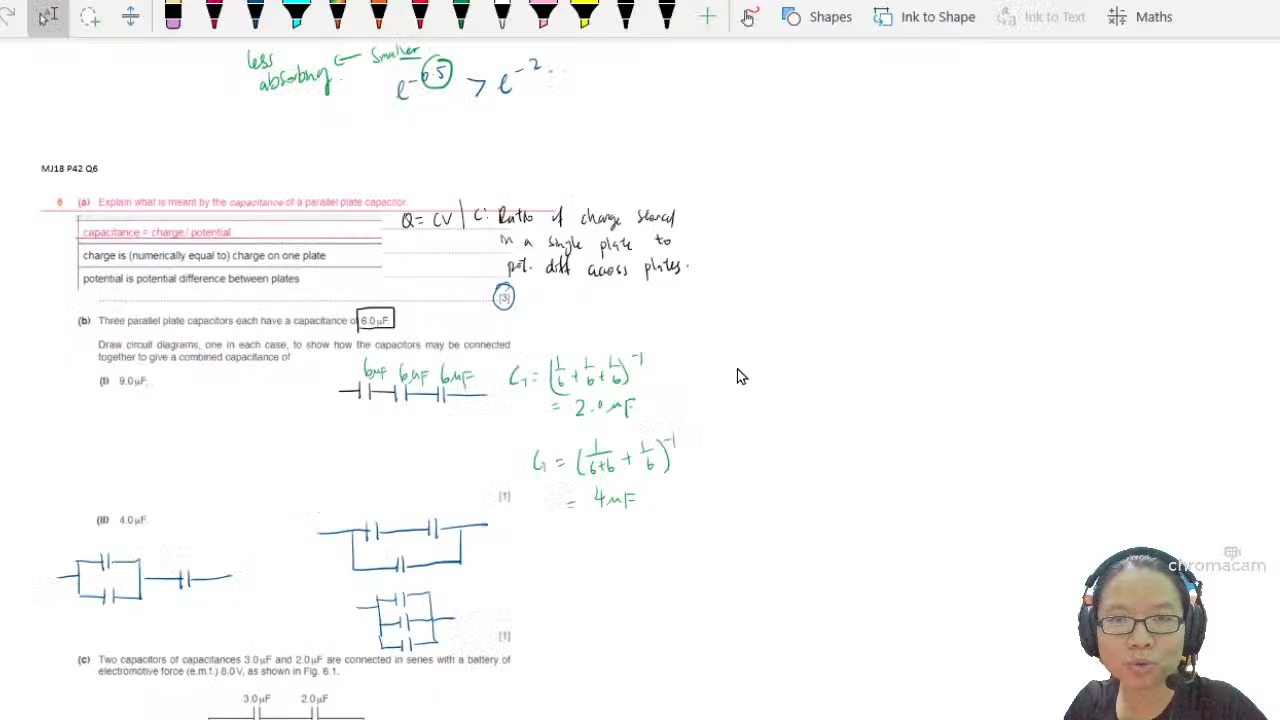 Shapes
Ink to Shape
Ink to Text
Maths
less ← smaller
absorbing
e^-0.5 > e^-2
MJ18 P42 Q6
6 (a) Explain what is meant by the capacitance of a parallel plate capacitor.
capacitance = charge / potential
charge is (numerically equal to) charge on one plate
potential is potential difference between plates
Q = CV | C: Ratio of charge stored
in a single plate to
pot. diff across plates.
[3]
(b) Three parallel plate capacitors each have a capacitance of 6.0 μF.
Draw circuit diagrams, one in each case, to show how the capacitors may be connected
together to give a combined capacitance of
(i) 9.0 μF.
6μF 6μF 6μF
C_T = (1/6 + 1/6 + 1/6)^-1
= 2.0 μF
C_T = (1/(6+6) + 1/6)^-1
= 4 μF
[1]
(ii) 4.0 μF.
[1]
(c) Two capacitors of capacitances 3.0 μF and 2.0 μF are connected in series with a battery of
electromotive force (e.m.f.) 8.0 V, as shown in Fig. 6.1.
3.0 μF 2.0 μF
chromacam